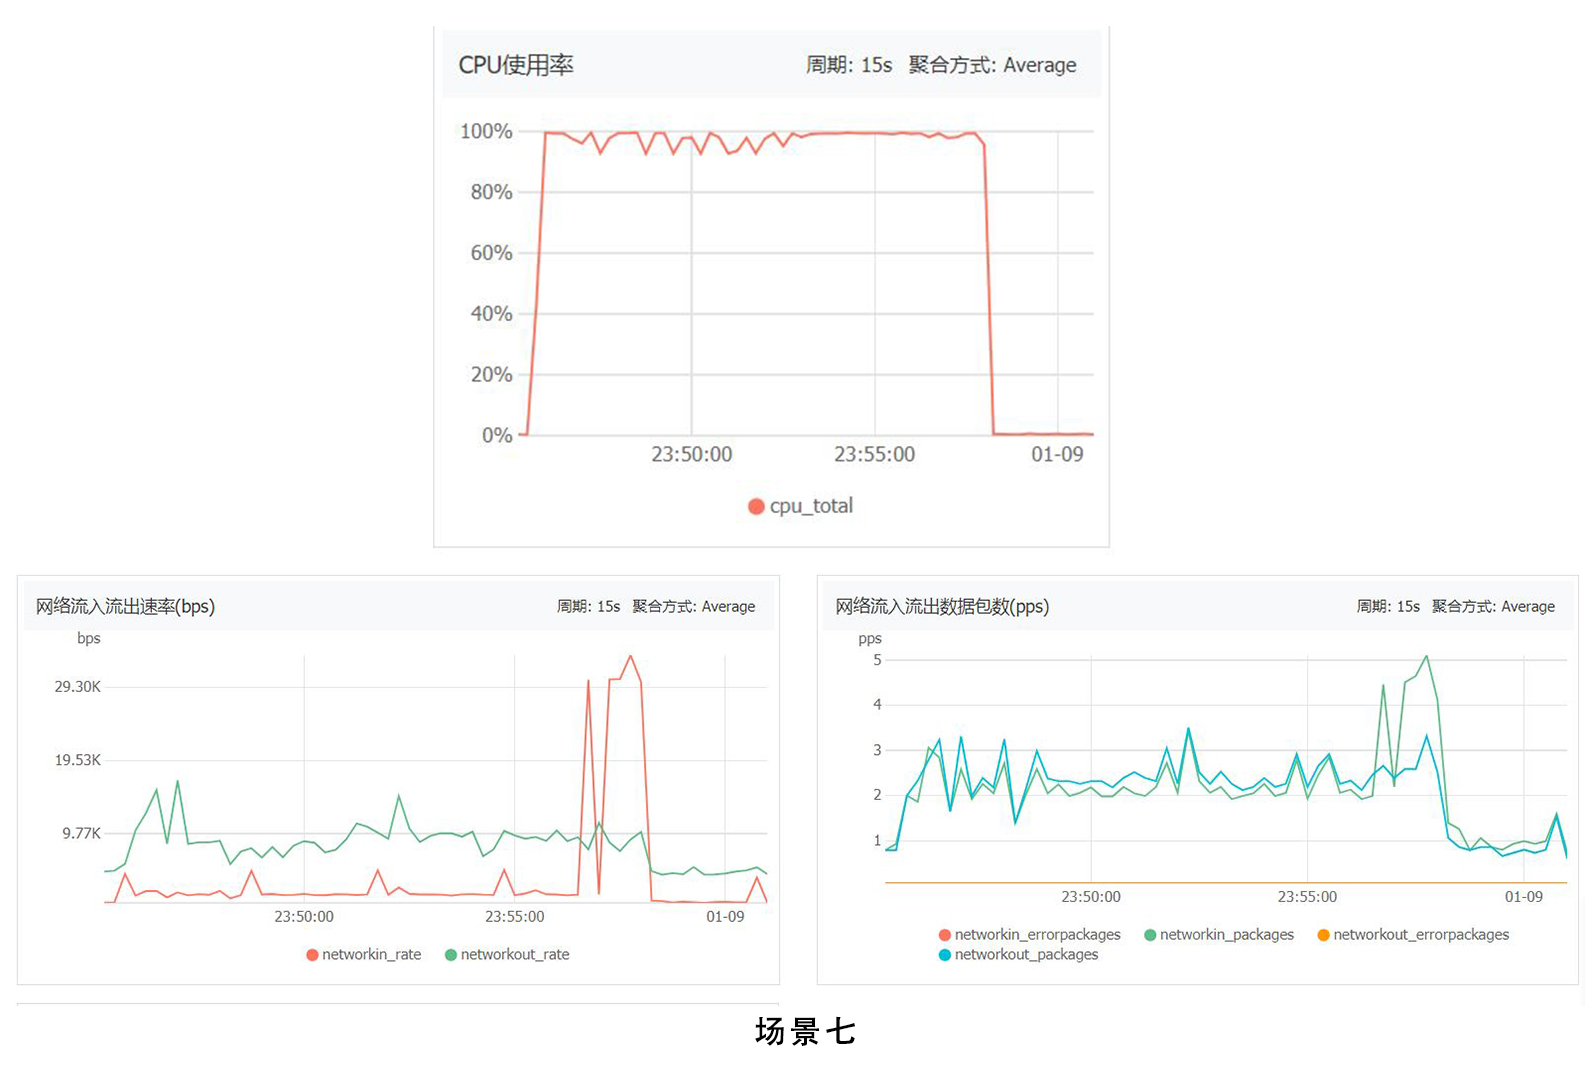 CPU使用率 周期: 15s 聚合方式: Average
100%
80%
60%
40%
20%
0%
23:50:00 23:55:00 01-09
cpu_total
网络流入流出速率(bps) 周期: 15s 聚合方式: Average
bps
29.30K
19.53K
9.77K
23:50:00 23:55:00 01-09
networkin_rate networkout_rate
网络流入流出数据包数(pps) 周期: 15s 聚合方式: Average
pps
5
4
3
2
1
23:50:00 23:55:00 01-09
networkin_errorpackages networkin_packages networkout_errorpackages
networkout_packages
场景七